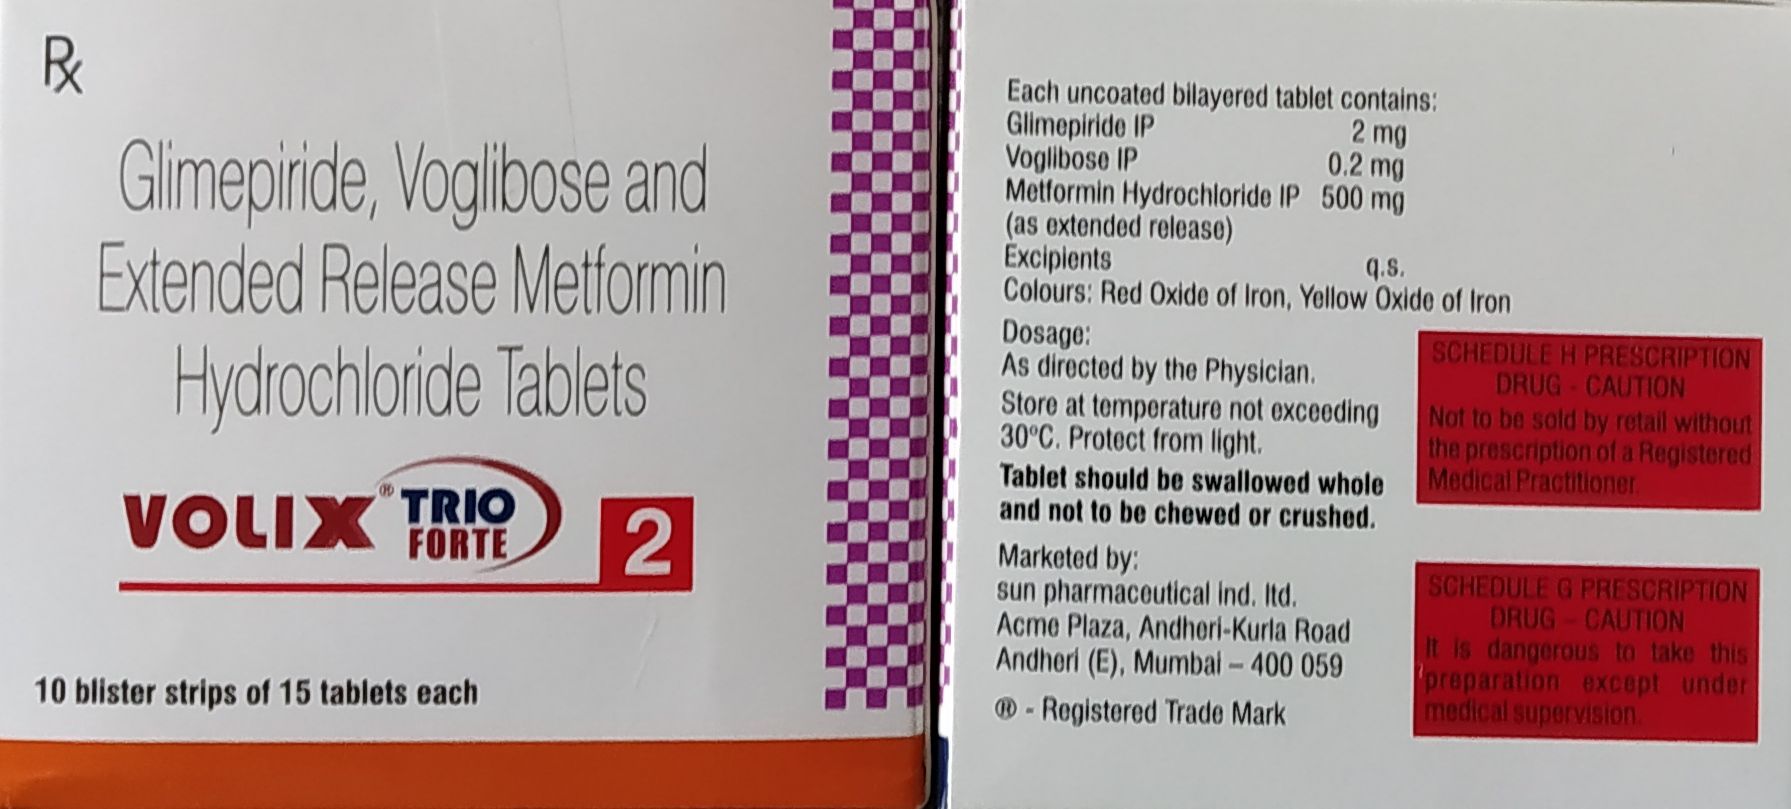 Rx
Glimepiride, Voglibose and
Extended Release Metformin
Hydrochloride Tablets
VOLIX® TRIO
FORTE
2
10 blister strips of 15 tablets each
Each uncoated bilayered tablet contains:
Glimepiride IP 2 mg
Voglibose IP 0.2 mg
Metformin Hydrochloride IP 500 mg
(as extended release)
Excipients q.s.
Colours: Red Oxide of Iron, Yellow Oxide of Iron
Dosage:
As directed by the Physician.
Store at temperature not exceeding
30°C. Protect from light.
Tablet should be swallowed whole
and not to be chewed or crushed.
Marketed by:
sun pharmaceutical ind. ltd.
Acme Plaza, Andheri-Kurla Road
Andheri (E), Mumbai – 400 059
® - Registered Trade Mark
SCHEDULE H PRESCRIPTION
DRUG - CAUTION
Not to be sold by retail without
the prescription of a Registered
Medical Practitioner.
SCHEDULE G PRESCRIPTION
DRUG – CAUTION
It is dangerous to take this
preparation except under
medical supervision.